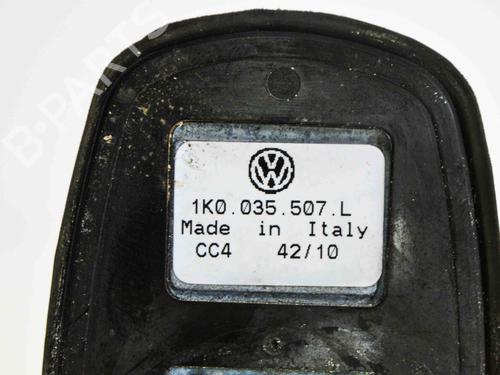 B-PARTS
1K0.035.507.L
Made in Italy
CC4 42/10